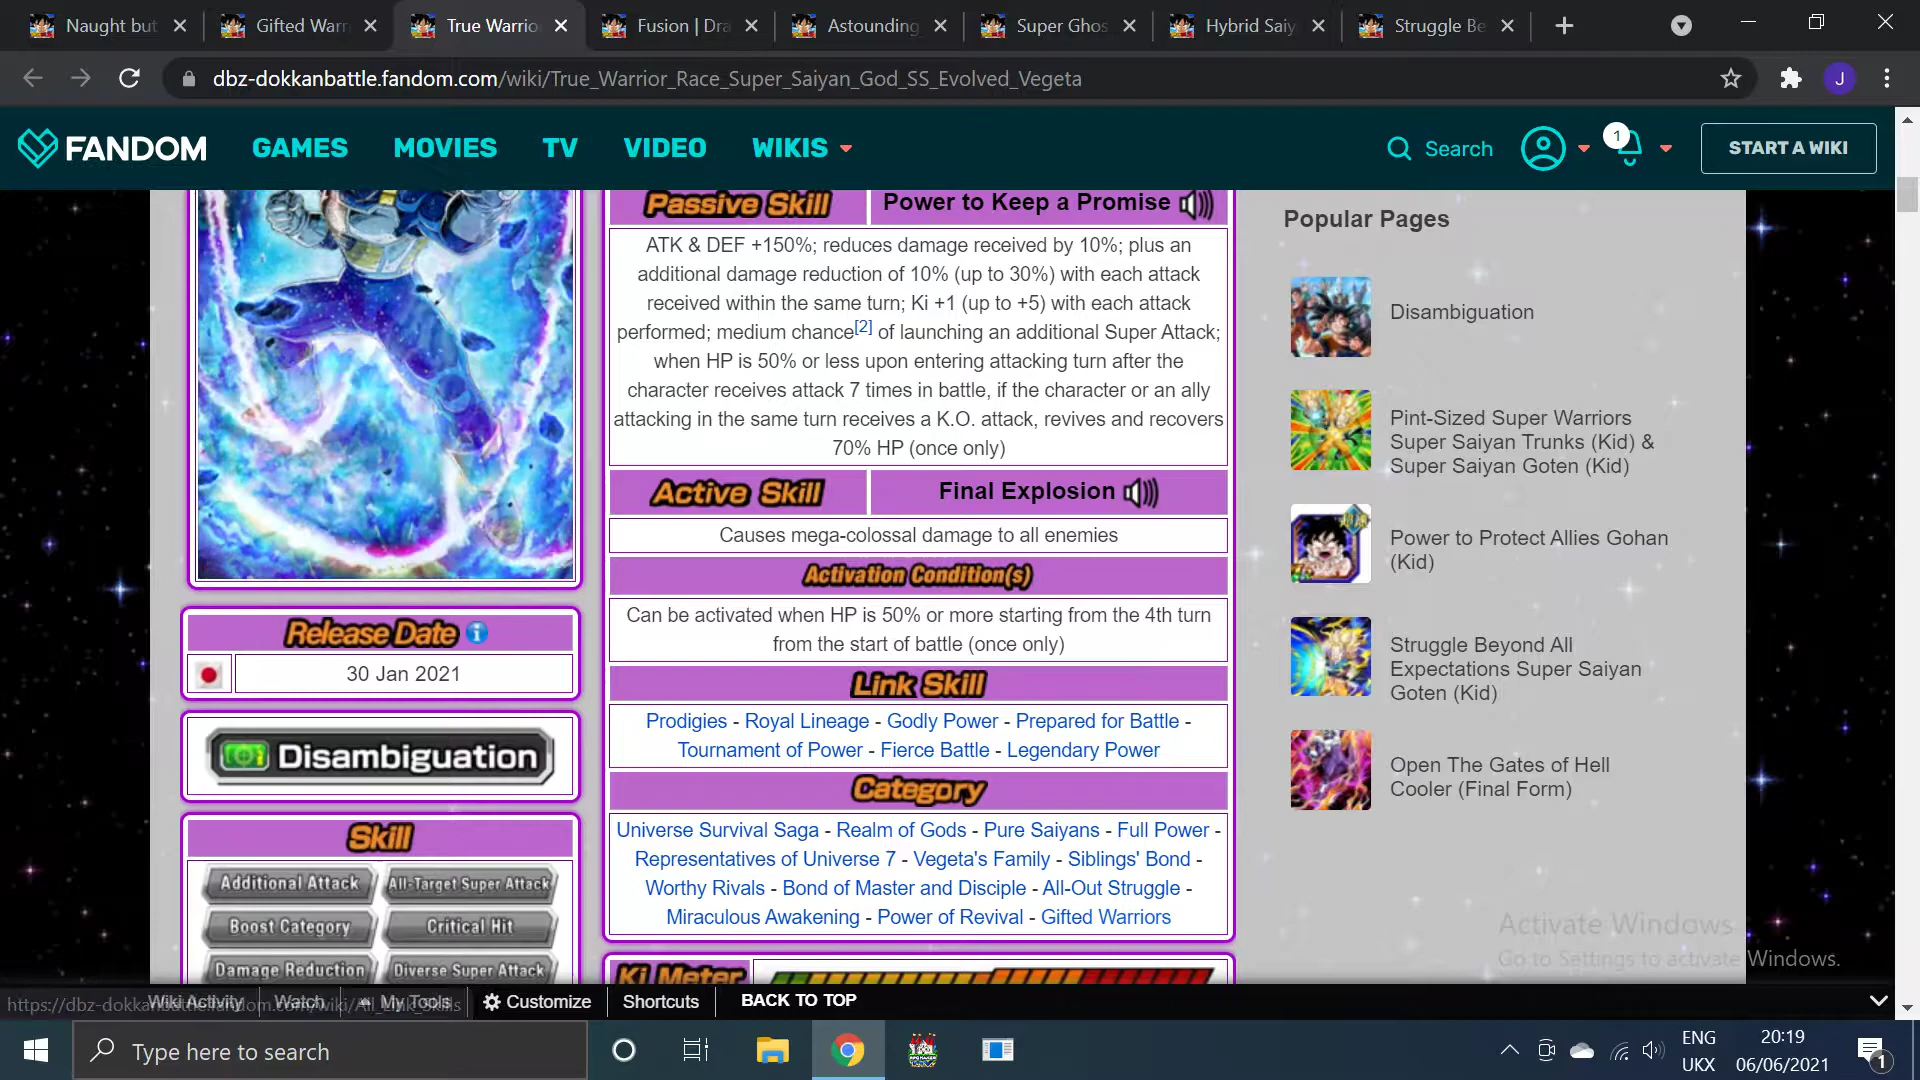 Naught but
Gifted Warr
True Warrio
Fusion | Dra
Astounding
Super Ghos
Hybrid Saiy
Struggle Be
dbz-dokkanbattle.fandom.com/wiki/True_Warrior_Race_Super_Saiyan_God_SS_Evolved_Vegeta
J
FANDOM
GAMES
MOVIES
TV
VIDEO
WIKIS
Search
1
START A WIKI
Passive Skill
Power to Keep a Promise
ATK & DEF +150%; reduces damage received by 10%; plus an
additional damage reduction of 10% (up to 30%) with each attack
received within the same turn; Ki +1 (up to +5) with each attack
performed; medium chance[2] of launching an additional Super Attack;
when HP is 50% or less upon entering attacking turn after the
character receives attack 7 times in battle, if the character or an ally
attacking in the same turn receives a K.O. attack, revives and recovers
70% HP (once only)
Active Skill
Final Explosion
Causes mega-colossal damage to all enemies
Activation Condition(s)
Can be activated when HP is 50% or more starting from the 4th turn
from the start of battle (once only)
Link Skill
Prodigies - Royal Lineage - Godly Power - Prepared for Battle -
Tournament of Power - Fierce Battle - Legendary Power
Category
Universe Survival Saga - Realm of Gods - Pure Saiyans - Full Power -
Representatives of Universe 7 - Vegeta's Family - Siblings' Bond -
Worthy Rivals - Bond of Master and Disciple - All-Out Struggle -
Miraculous Awakening - Power of Revival - Gifted Warriors
Ki Meter
Release Date
30 Jan 2021
Disambiguation
Skill
Additional Attack
All-Target Super Attack
Boost Category
Critical Hit
Damage Reduction
Diverse Super Attack
Popular Pages
Disambiguation
Pint-Sized Super Warriors
Super Saiyan Trunks (Kid) &
Super Saiyan Goten (Kid)
Power to Protect Allies Gohan
(Kid)
Struggle Beyond All
Expectations Super Saiyan
Goten (Kid)
Open The Gates of Hell
Cooler (Final Form)
Activate Windows
Go to Settings to activate Windows.
https://dbz-dokkanbattle.fandom.com/wiki/All_Link_Skills
Wiki Activity
Watch
My Tools
Customize
Shortcuts
BACK TO TOP
Type here to search
ENG
UKX
20:19
06/06/2021
1